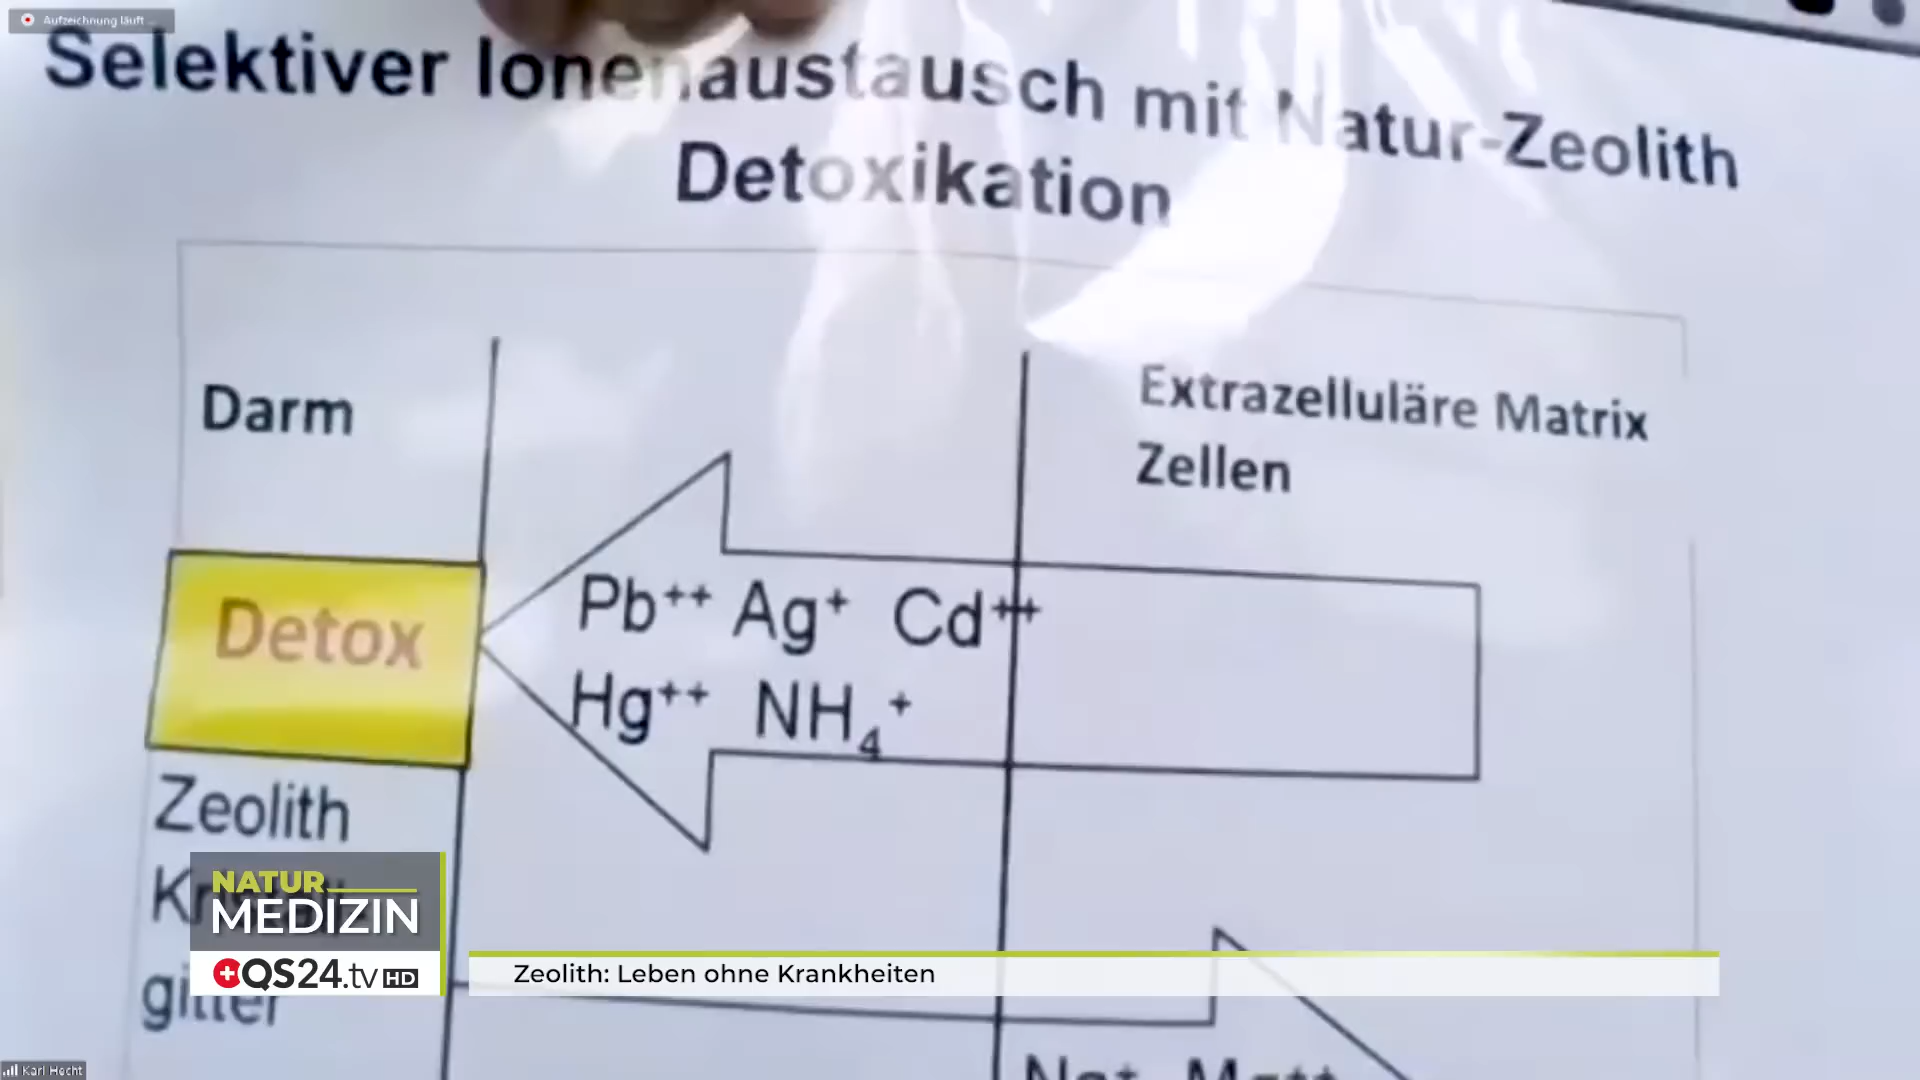 Aufzeichnung läuft ...
Selektiver Ionenaustausch mit Natur-Zeolith
Detoxikation
Darm
Extrazelluläre Matrix
Zellen
Detox
Pb++ Ag+ Cd++
Hg++ NH4+
Zeolith
gitter
NATUR
MEDIZIN
QS24.tv HD
Zeolith: Leben ohne Krankheiten
Karl Hecht